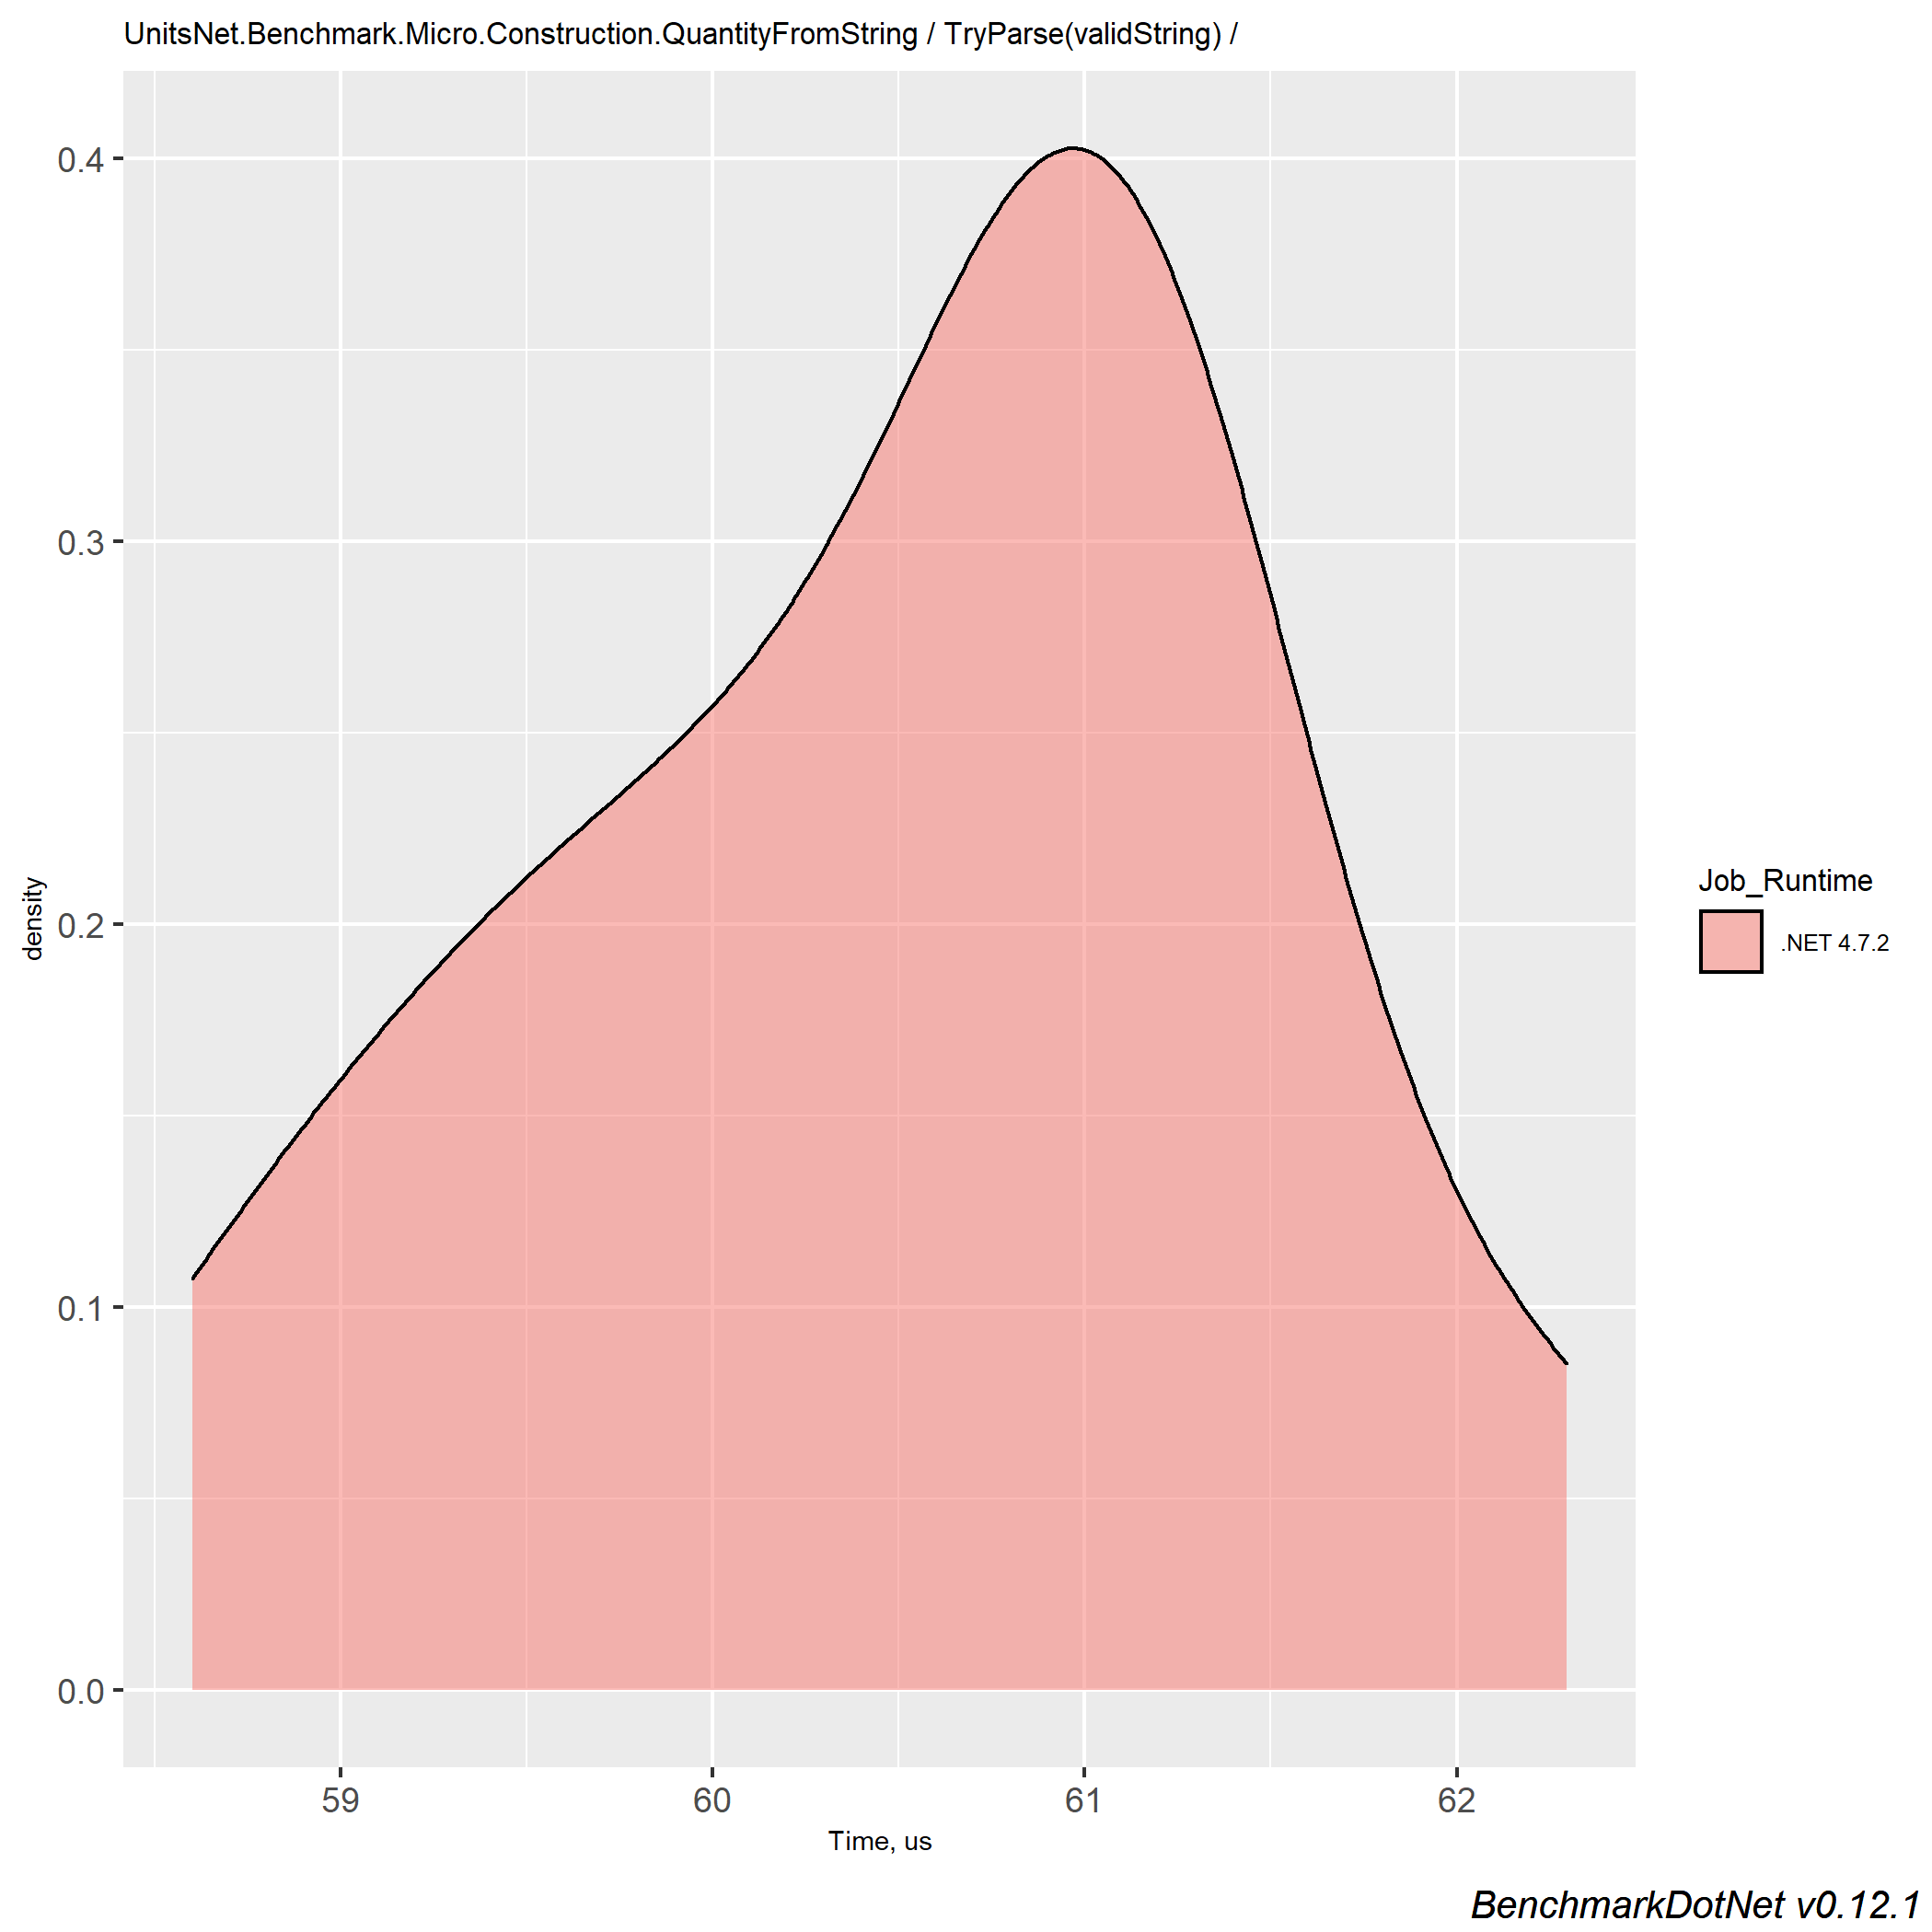 UnitsNet.Benchmark.Micro.Construction.QuantityFromString / TryParse(validString) /
0.4
0.3
0.2
0.1
0.0
density
59 60 61 62
Time, us
Job_Runtime
.NET 4.7.2
BenchmarkDotNet v0.12.1